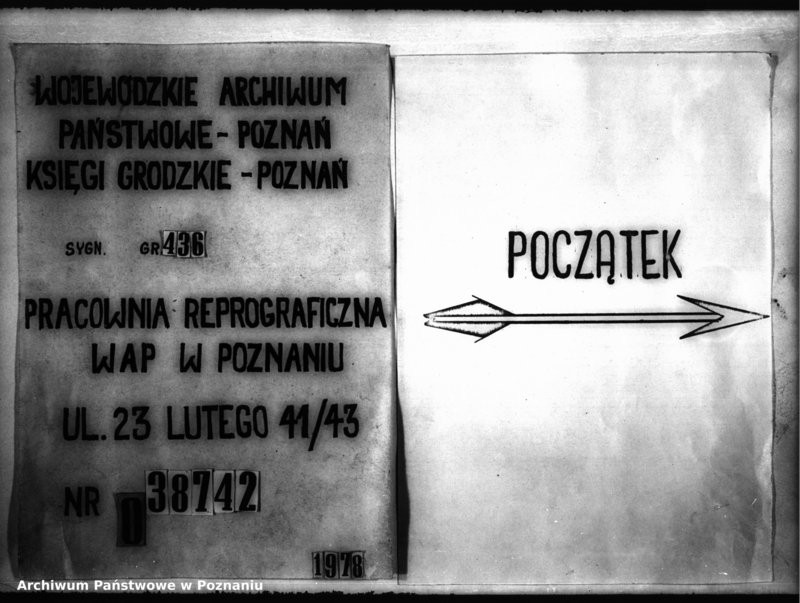 WOJEWÓDZKIE ARCHIWUM
PAŃSTWOWE - POZNAŃ
KSIĘGI GRODZKIE - POZNAŃ
SYGN. GR 436
PRACOWNIA REPROGRAFICZNA
WAP W POZNANIU
UL. 23 LUTEGO 41/43
NR 0 38742
1978
POCZĄTEK
Archiwum Państwowe w Poznaniu